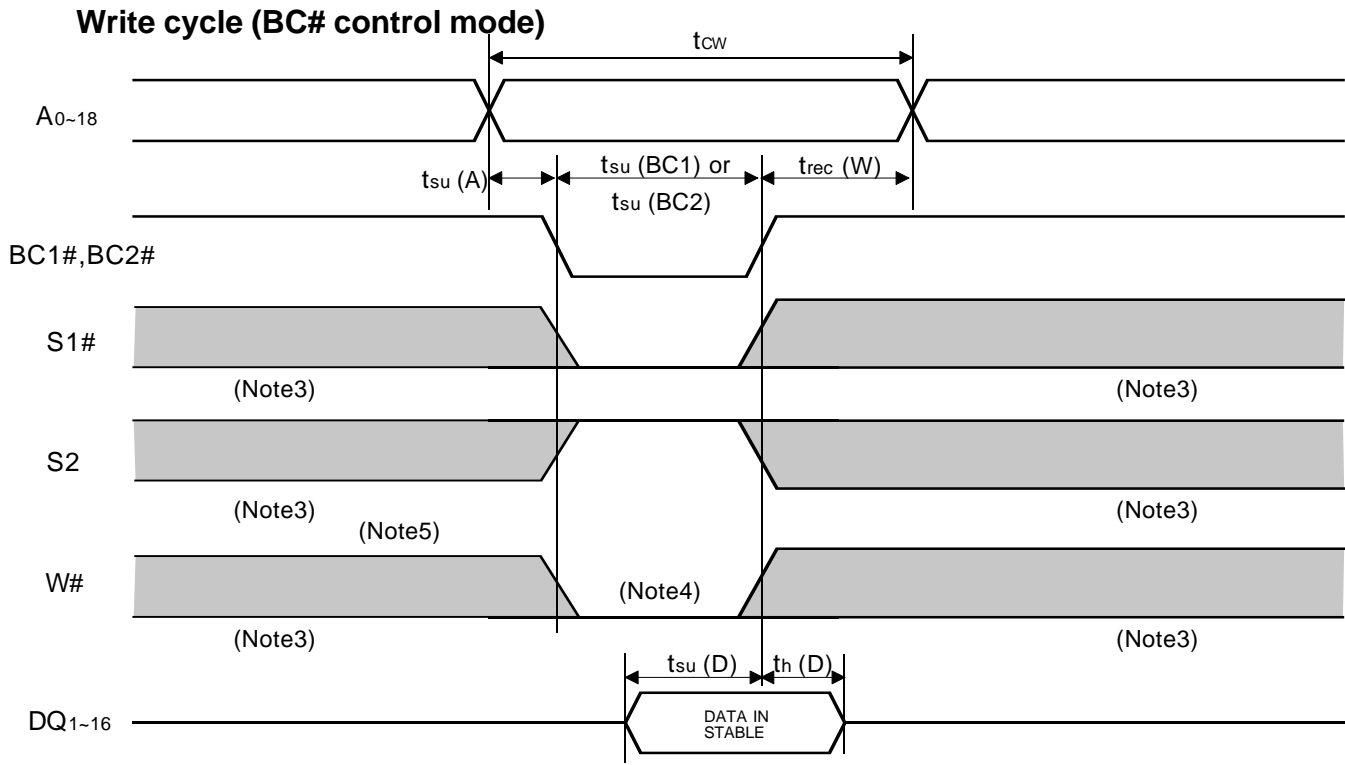 Write cycle (BC# control mode)
tCW
A0~18
tsu (A)
tsu (BC1) or
tsu (BC2)
trec (W)
BC1#,BC2#
S1#
(Note3)
(Note3)
S2
(Note3)
(Note3)
(Note5)
W#
(Note4)
(Note3)
(Note3)
tsu (D)
th (D)
DQ1~16
DATA IN
STABLE